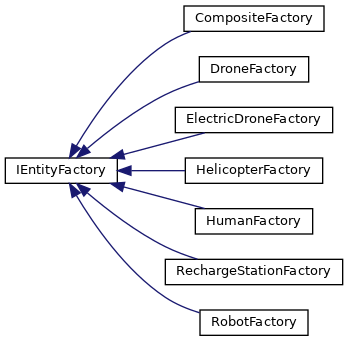 CompositeFactory
DroneFactory
ElectricDroneFactory
IEntityFactory
HelicopterFactory
HumanFactory
RechargeStationFactory
RobotFactory